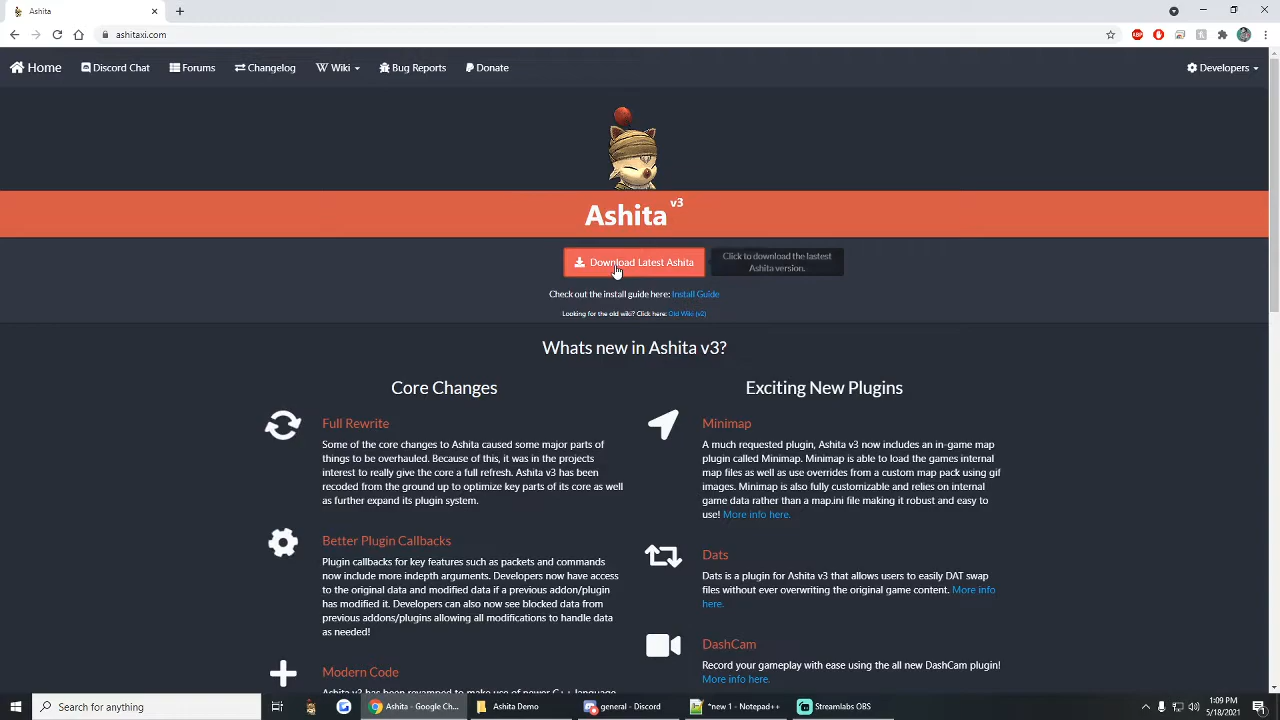 Ashita
ashitaxi.com
ABP
Home
Discord Chat
Forums
Changelog
Wiki
Bug Reports
Donate
Developers
Ashita v3
Download Latest Ashita
Click to download the lastest
Ashita version.
Check out the install guide here: Install Guide
Looking for the old wiki? Click here: Old Wiki (v2)
Whats new in Ashita v3?
Core Changes
Full Rewrite
Some of the core changes to Ashita caused some major parts of
things to be overhauled. Because of this, it was in the projects
interest to really give the core a full refresh. Ashita v3 has been
recoded from the ground up to optimize key parts of its core as well
as further expand its plugin system.
Better Plugin Callbacks
Plugin callbacks for key features such as packets and commands
now include more indepth arguments. Developers now have access
to the original data and modified data if a previous addon/plugin
has modified it. Developers can also now see blocked data from
previous addons/plugins allowing all modifications to handle data
as needed!
Modern Code
Ashita v3 has been revamped to make use of newer C++ language
Exciting New Plugins
Minimap
A much requested plugin, Ashita v3 now includes an in-game map
plugin called Minimap. Minimap is able to load the games internal
map files as well as use overrides from a custom map pack using gif
images. Minimap is also fully customizable and relies on internal
game data rather than a map.ini file making it robust and easy to
use! More info here.
Dats
Dats is a plugin for Ashita v3 that allows users to easily DAT swap
files without ever overwriting the original game content. More info
here.
DashCam
Record your gameplay with ease using the all new DashCam plugin!
More info here.
Search for anything
Ashita - Google Ch...
Ashita Demo
general - Discord
*new 1 - Notepad++
Streamlabs OBS
1:09 PM
5/18/2021